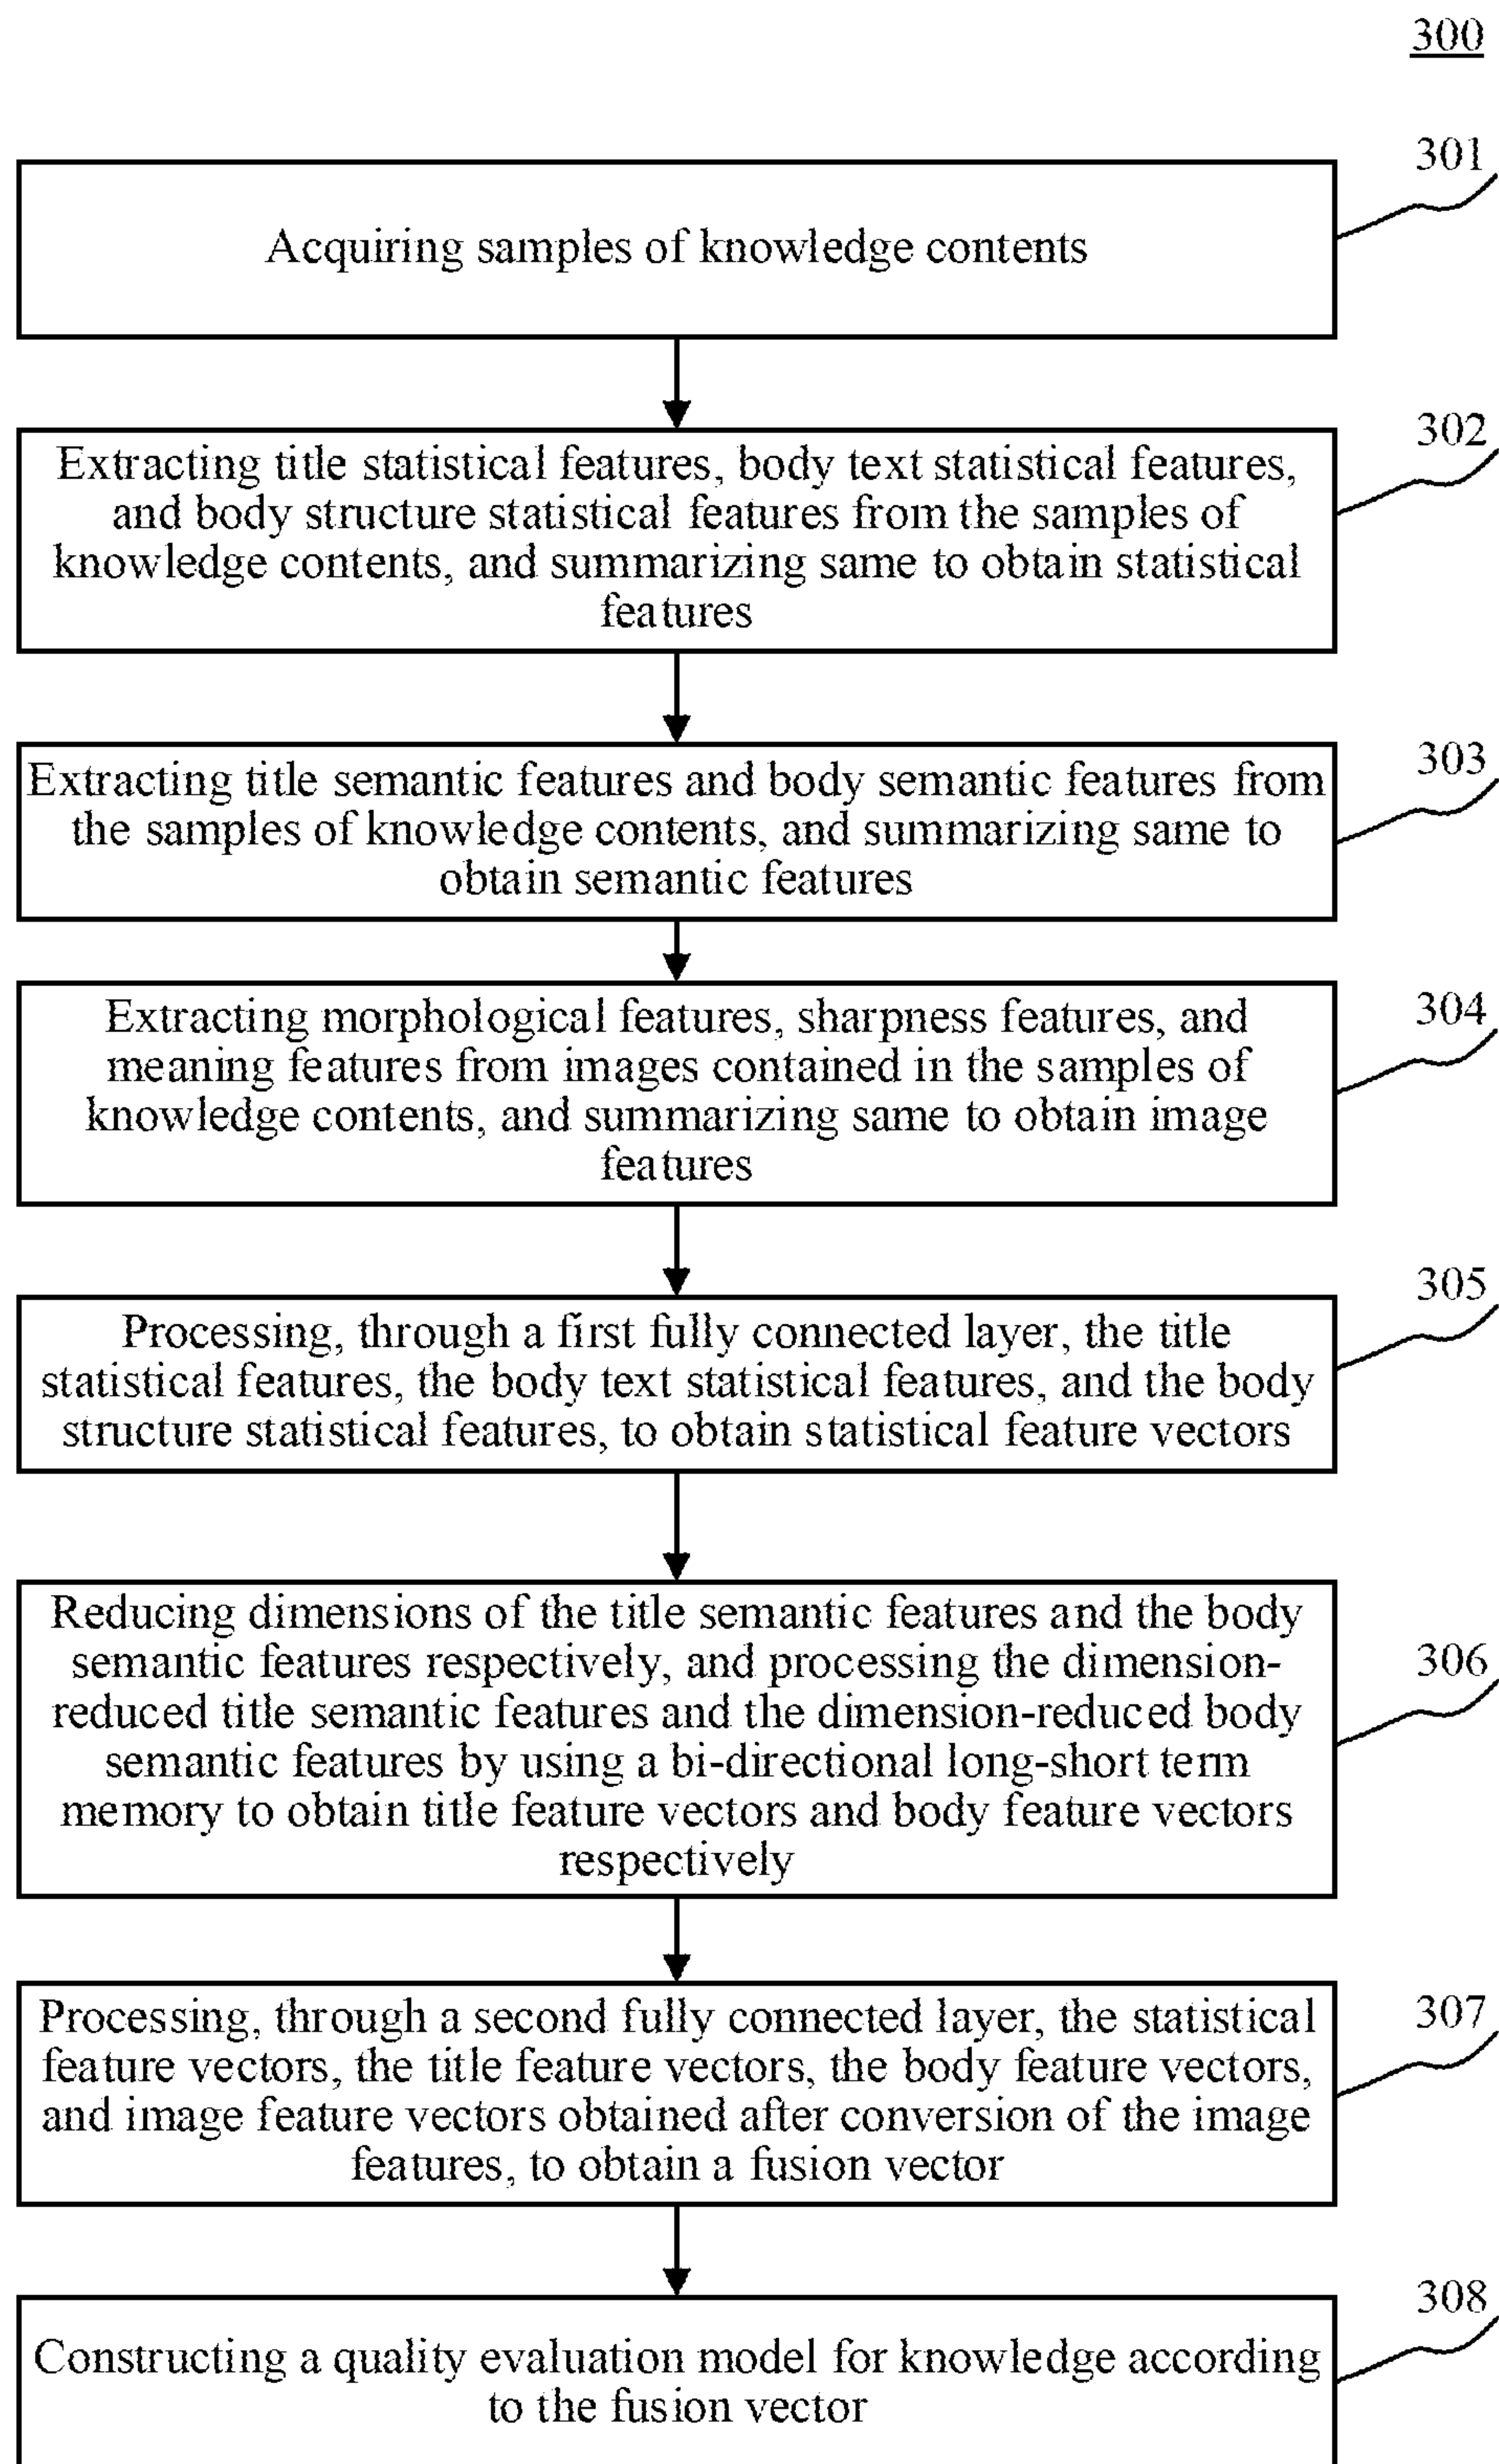 300
301
Acquiring samples of knowledge contents
302
Extracting title statistical features, body text statistical features,
and body structure statistical features from the samples of
knowledge contents, and summarizing same to obtain statistical
features
303
Extracting title semantic features and body semantic features from
the samples of knowledge contents, and summarizing same to
obtain semantic features
304
Extracting morphological features, sharpness features, and
meaning features from images contained in the samples of
knowledge contents, and summarizing same to obtain image
features
305
Processing, through a first fully connected layer, the title
statistical features, the body text statistical features, and the body
structure statistical features, to obtain statistical feature vectors
306
Reducing dimensions of the title semantic features and the body
semantic features respectively, and processing the dimension-
reduced title semantic features and the dimension-reduced body
semantic features by using a bi-directional long-short term
memory to obtain title feature vectors and body feature vectors
respectively
307
Processing, through a second fully connected layer, the statistical
feature vectors, the title feature vectors, the body feature vectors,
and image feature vectors obtained after conversion of the image
features, to obtain a fusion vector
308
Constructing a quality evaluation model for knowledge according
to the fusion vector